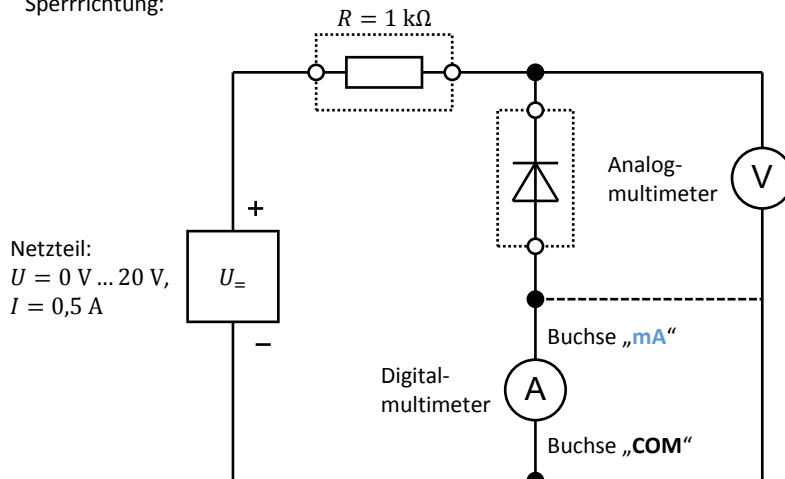 Sperrrichtung:
R = 1 kΩ
Analog-
multimeter
V
+
Netzteil:
U = 0 V … 20 V,
I = 0,5 A
U=
−
Buchse „mA“
Digital-
multimeter
A
Buchse „COM“